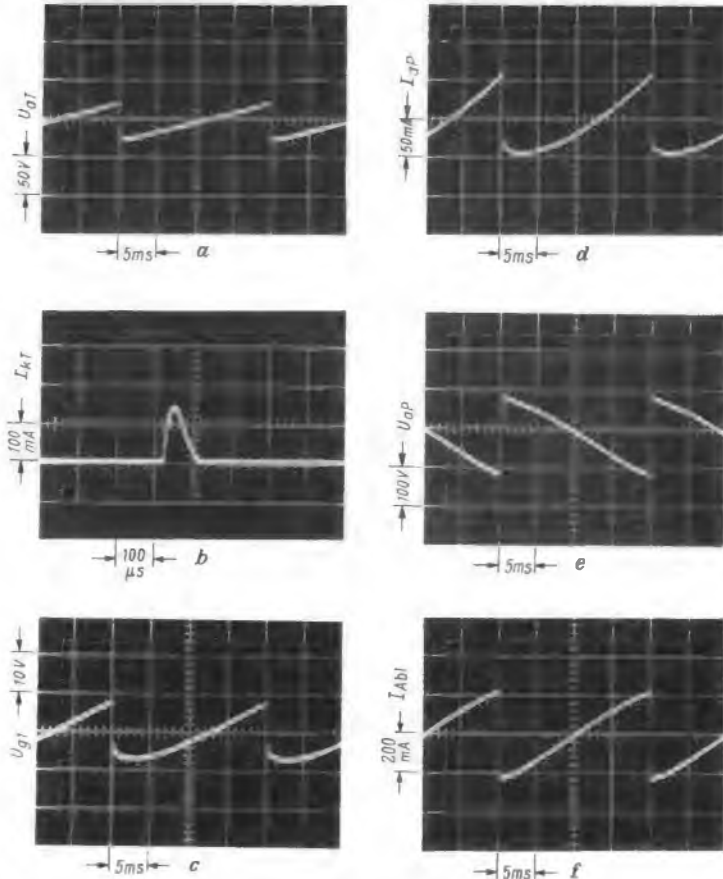 U_aT
50V
5ms
a
I_aP
50mA
5ms
d
I_kT
100 mA
100 µs
b
U_aP
100V
5ms
e
10V
U_g1
5ms
c
I_Abl
200 mA
5ms
f